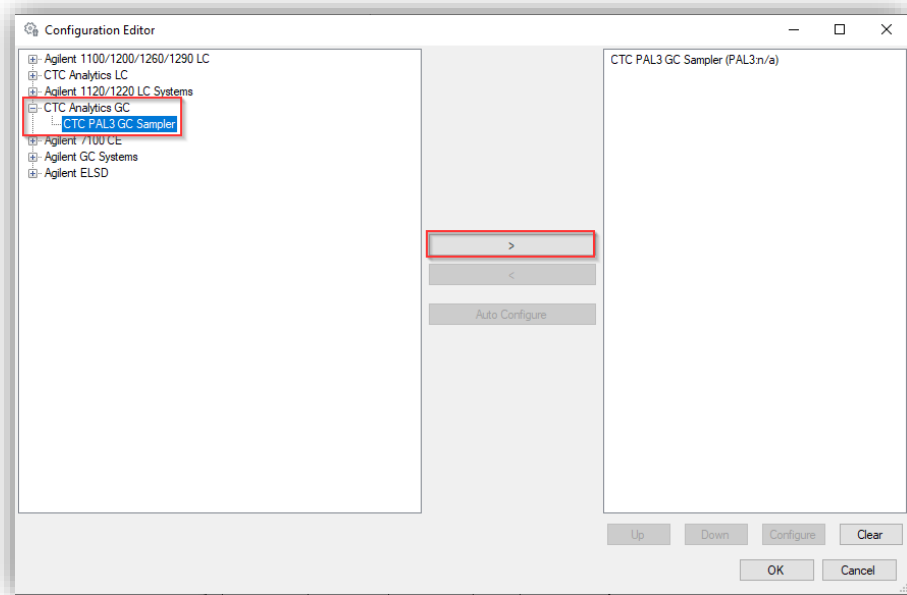 Configuration Editor
Agilent 1100/1200/1260/1290 LC
CTC Analytics LC
Agilent 1120/1220 LC Systems
CTC Analytics GC
CTC PAL3 GC Sampler
Agilent 7100 CE
Agilent GC Systems
Agilent ELSD
>
<
Auto Configure
CTC PAL3 GC Sampler (PAL3:n/a)
Up Down Configure Clear
OK Cancel